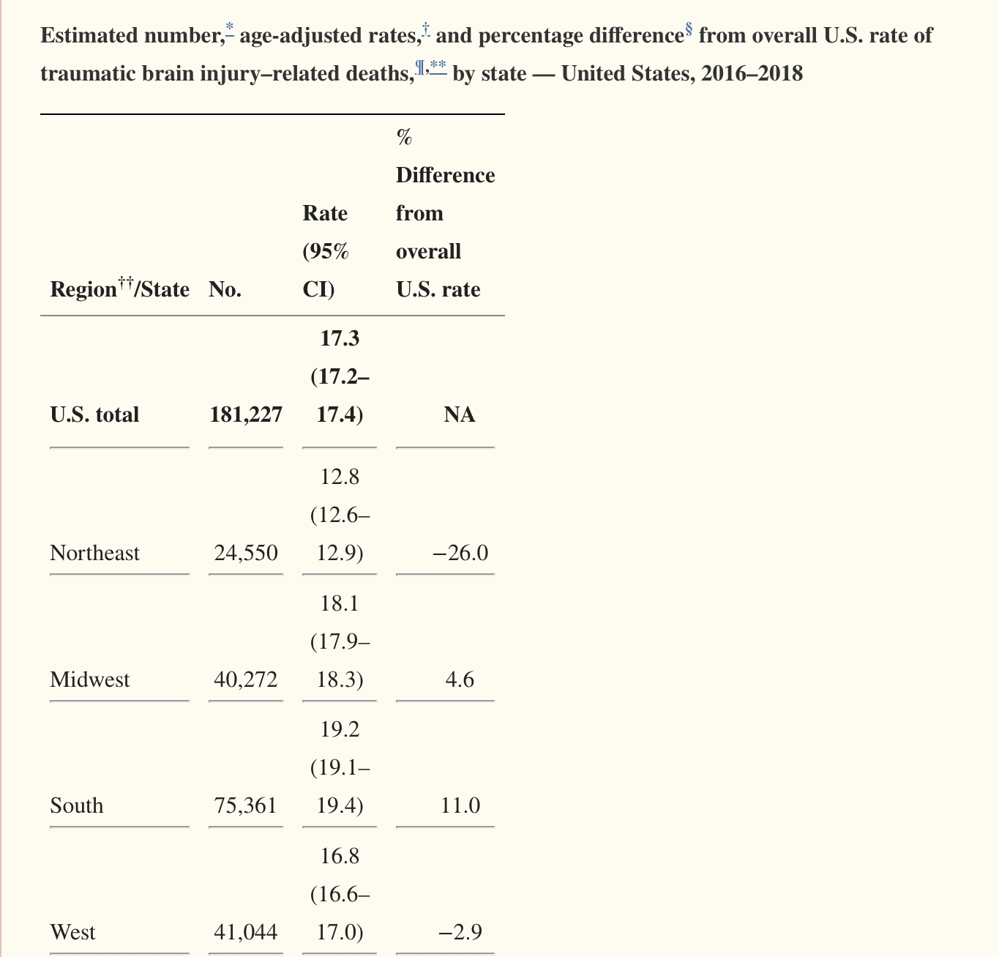 Estimated number,* age-adjusted rates,† and percentage difference§ from overall U.S. rate of
traumatic brain injury–related deaths,¶,** by state — United States, 2016–2018
%
Difference
Rate from
(95% overall
Region††/State No. CI) U.S. rate
17.3
(17.2–
U.S. total 181,227 17.4) NA
12.8
(12.6–
Northeast 24,550 12.9) −26.0
18.1
(17.9–
Midwest 40,272 18.3) 4.6
19.2
(19.1–
South 75,361 19.4) 11.0
16.8
(16.6–
West 41,044 17.0) −2.9